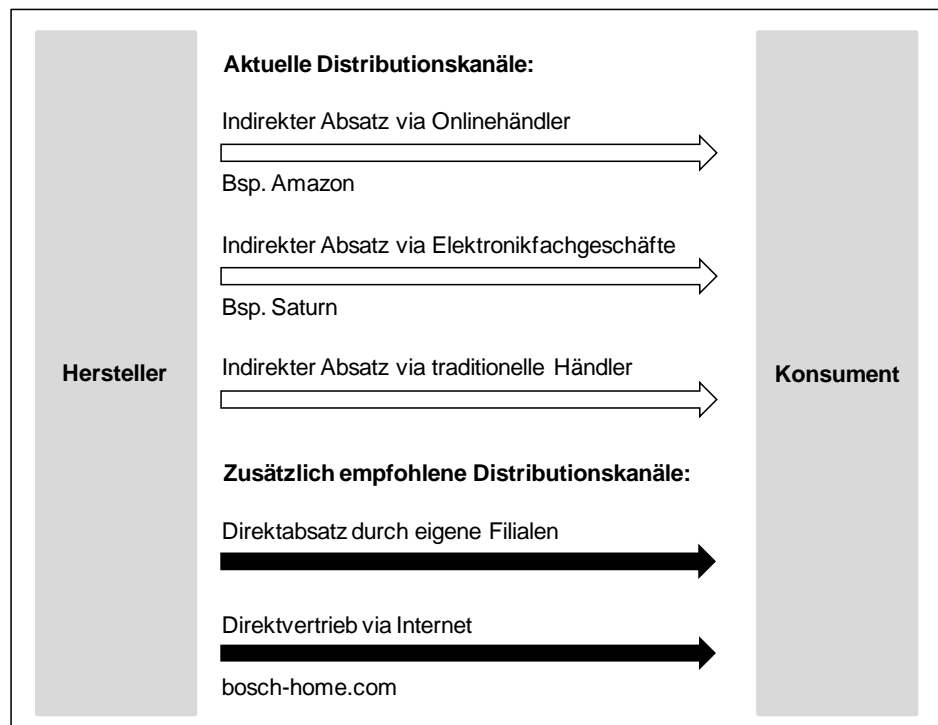 Aktuelle Distributionskanäle:
Indirekter Absatz via Onlinehändler
Bsp. Amazon
Indirekter Absatz via Elektronikfachgeschäfte
Bsp. Saturn
Hersteller
Indirekter Absatz via traditionelle Händler
Konsument
Zusätzlich empfohlene Distributionskanäle:
Direktabsatz durch eigene Filialen
Direktvertrieb via Internet
bosch-home.com